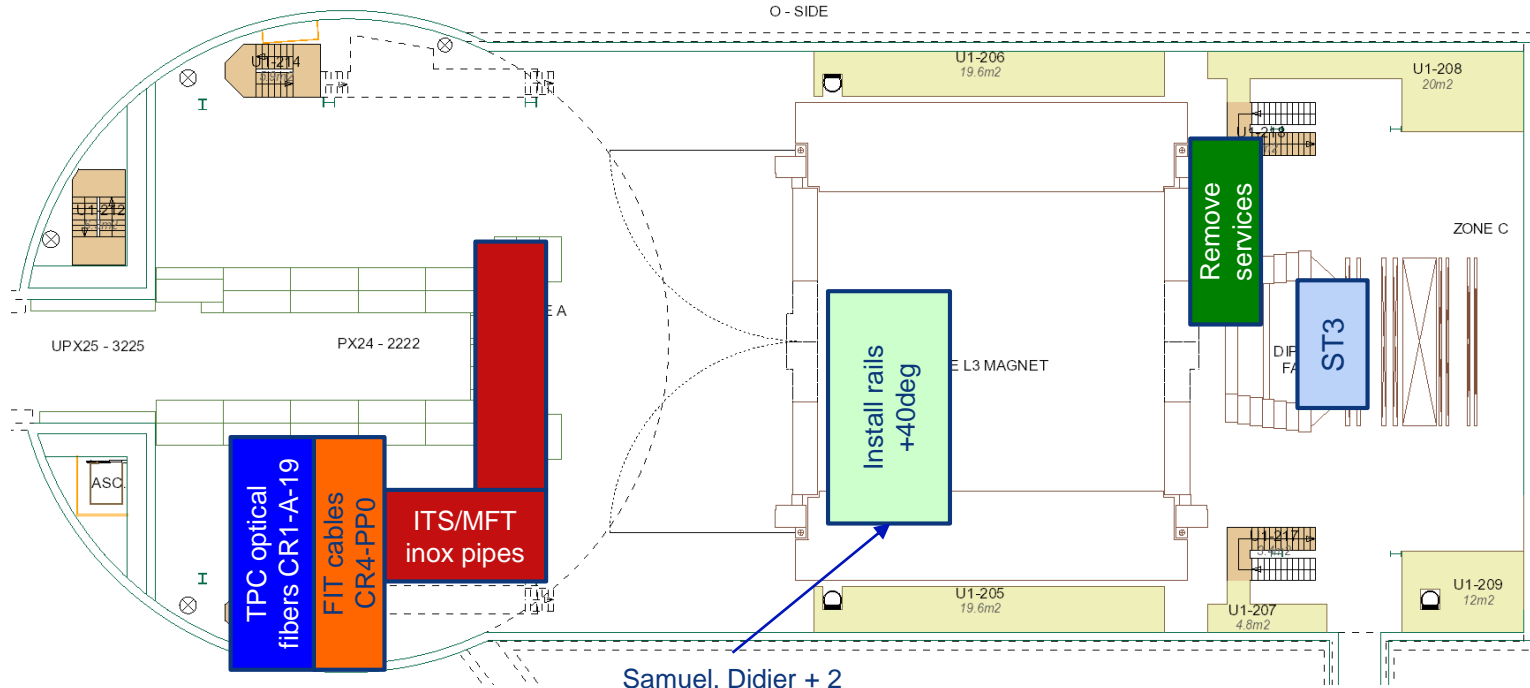 O - SIDE
U1-214
U1-206
19.6m2
U1-208
20m2
U1-212
Remove
services
ZONE C
E A
UPX25 - 3225
PX24 - 2222
Install rails
+40deg
E L3 MAGNET
DIP
FA
ST3
ASC.
TPC optical
fibers CR1-A-19
FIT cables
CR4-PP0
ITS/MFT
inox pipes
U1-217
U1-205
19.6m2
U1-207
4.8m2
U1-209
12m2
Samuel, Didier + 2